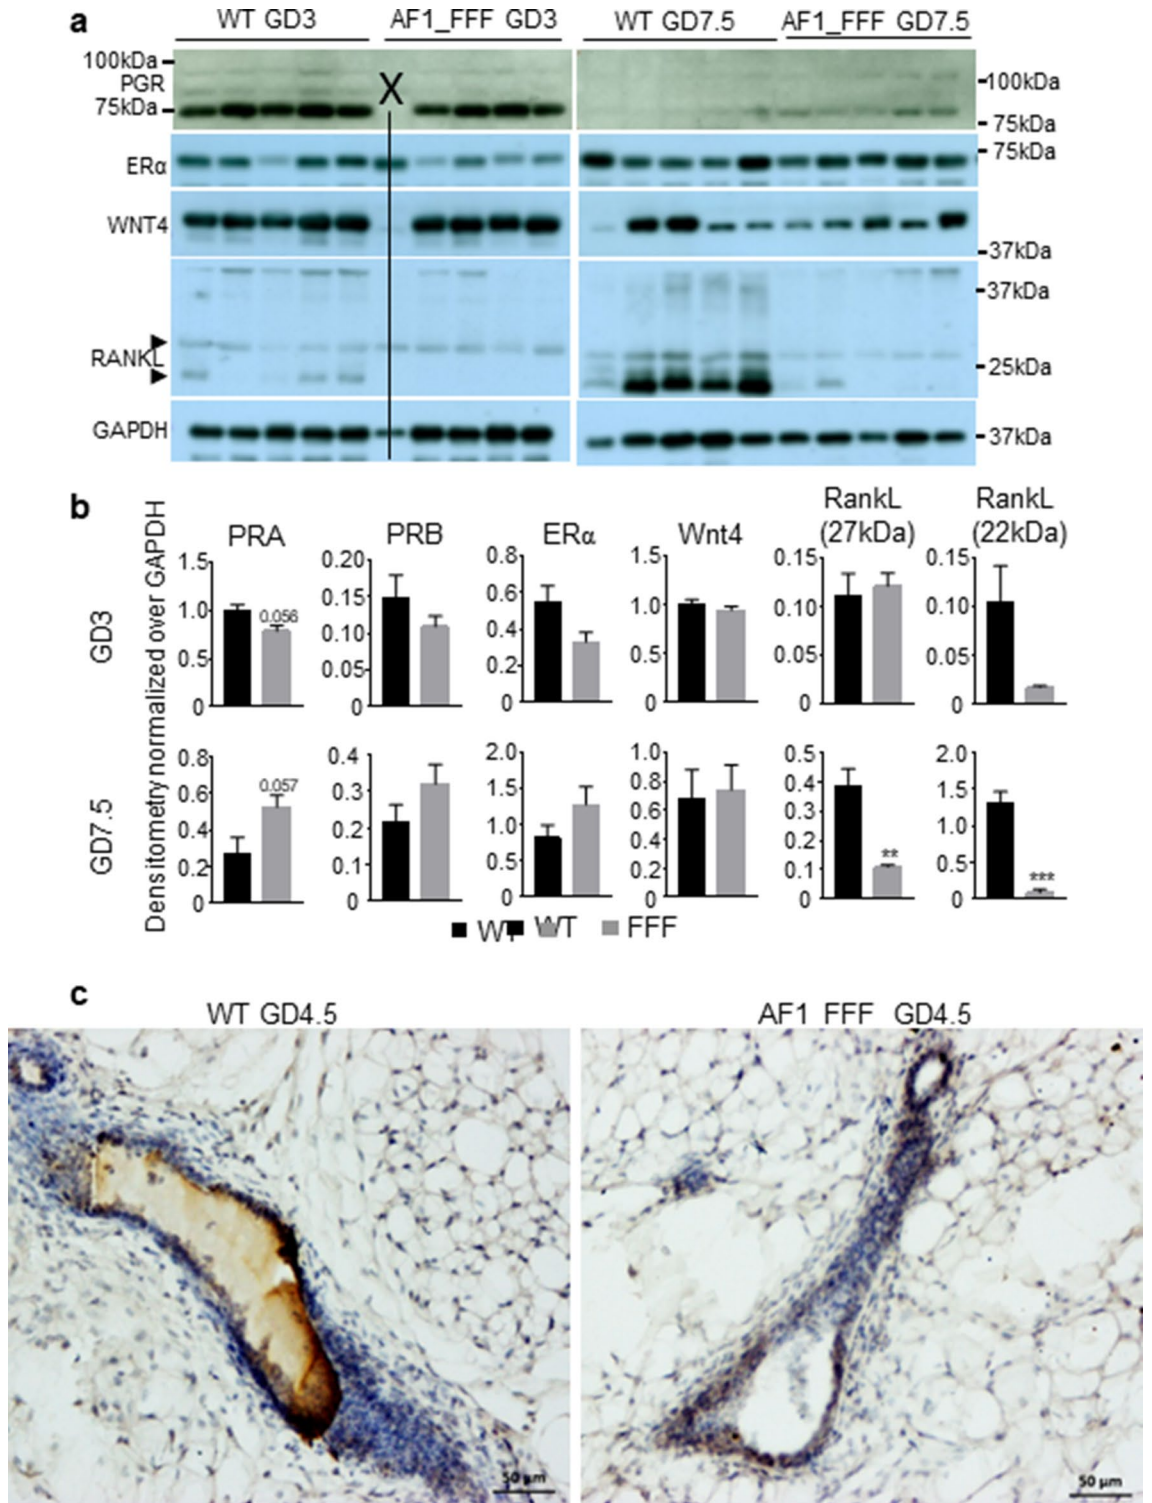 a
WT GD3
AF1_FFF GD3
WT GD7.5
AF1_FFF GD7.5
100kDa
PGR
75kDa
X
100kDa
75kDa
ERα
75kDa
WNT4
37kDa
37kDa
RANKL
25kDa
GAPDH
37kDa
b
Densitometry normalized over GAPDH
GD3
PRA
1.5
1.0
0.5
0
0.056
PRB
0.20
0.15
0.10
0.05
0
ERα
0.8
0.6
0.4
0.2
0
Wnt4
1.5
1.0
0.5
0
RankL
(27kDa)
0.15
0.10
0.05
0
RankL
(22kDa)
0.15
0.10
0.05
0
GD7.5
0.8
0.6
0.4
0.2
0
0.057
0.4
0.3
0.2
0.1
0
2.0
1.5
1.0
0.5
0
1.0
0.8
0.6
0.4
0.2
0
0.5
0.4
0.3
0.2
0.1
0
**
2.0
1.5
1.0
0.5
0
***
WT WT FFF
c
WT GD4.5
AF1 FFF GD4.5
50 µm
50 µm